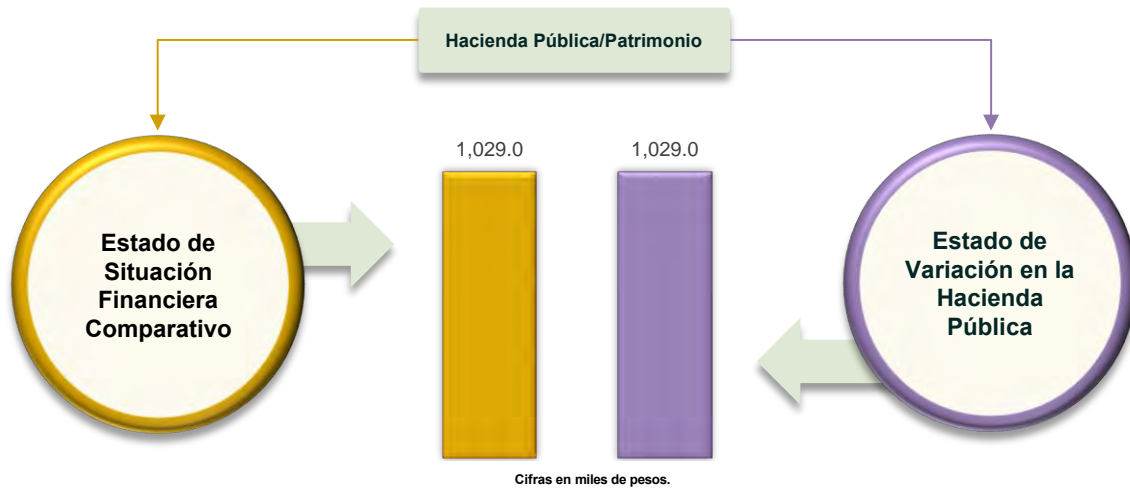 Hacienda Pública/Patrimonio
1,029.0
1,029.0
Estado de
Situación
Financiera
Comparativo
Estado de
Variación en la
Hacienda
Pública
Cifras en miles de pesos.